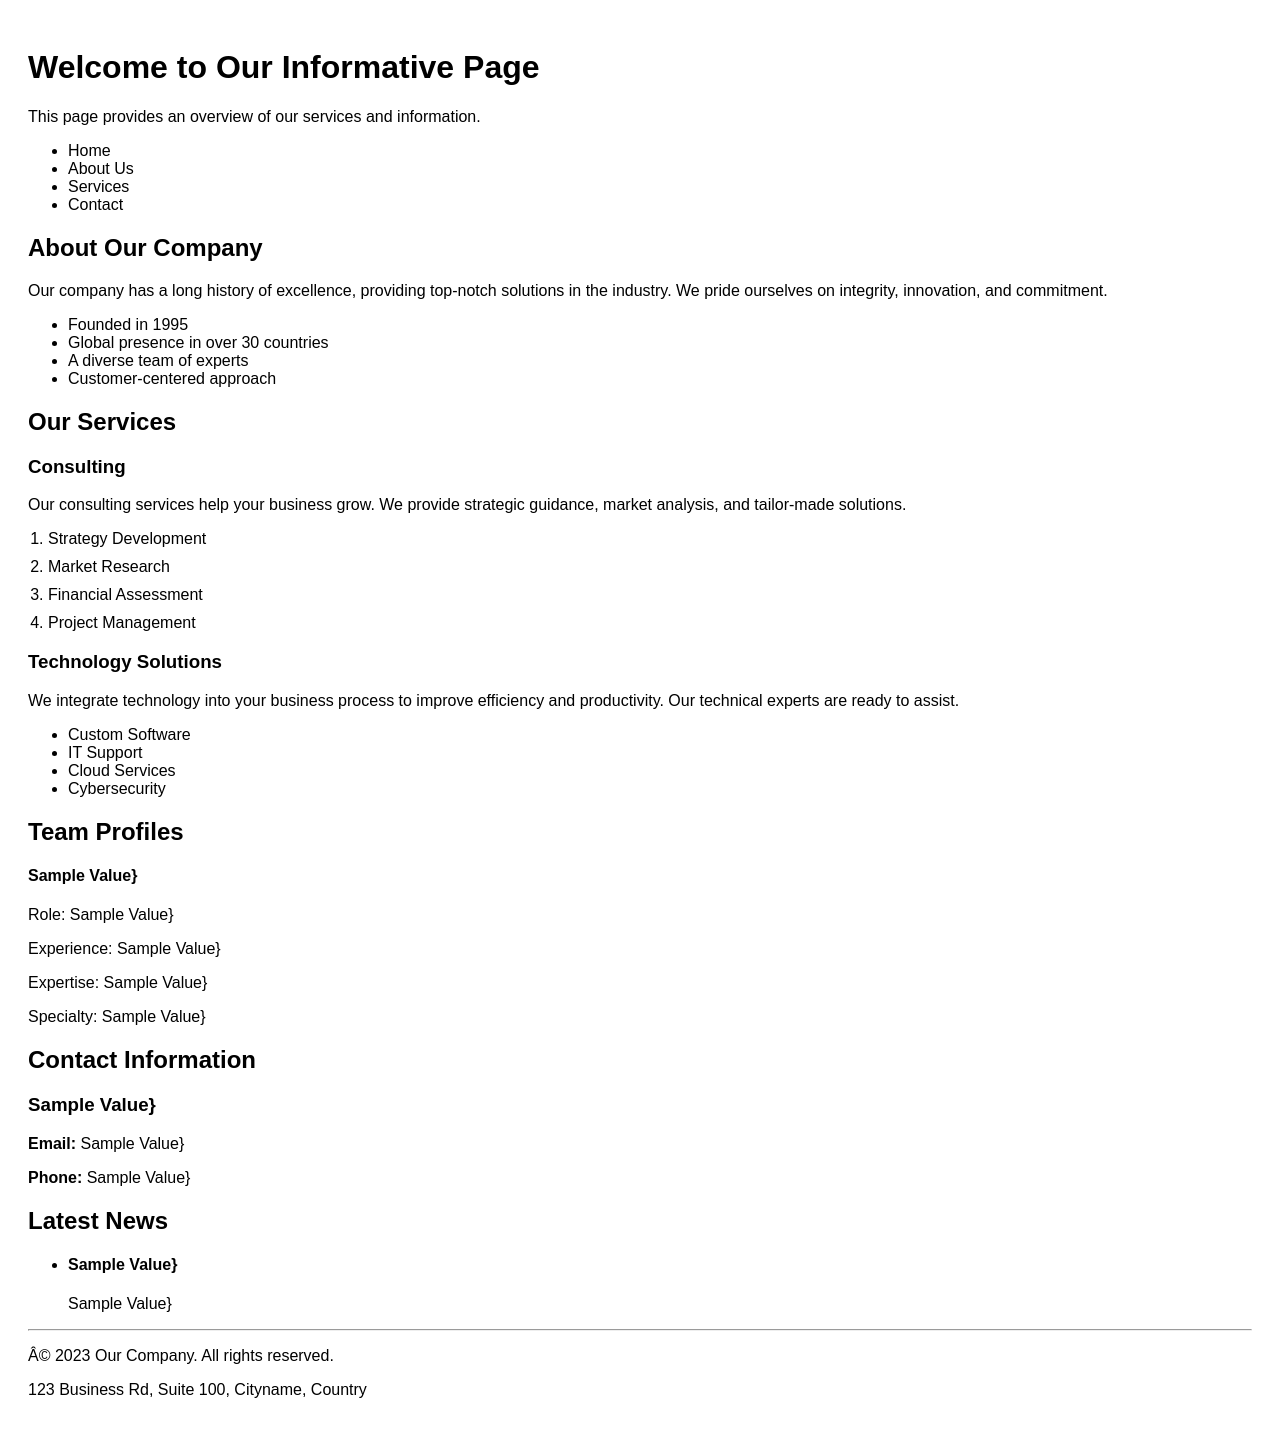 Welcome to Our Informative Page
This page provides an overview of our services and information.
• Home
• About Us
• Services
• Contact
About Our Company
Our company has a long history of excellence, providing top-notch solutions in the industry. We pride ourselves on integrity, innovation, and commitment.
• Founded in 1995
• Global presence in over 30 countries
• A diverse team of experts
• Customer-centered approach
Our Services
Consulting
Our consulting services help your business grow. We provide strategic guidance, market analysis, and tailor-made solutions.
1. Strategy Development
2. Market Research
3. Financial Assessment
4. Project Management
Technology Solutions
We integrate technology into your business process to improve efficiency and productivity. Our technical experts are ready to assist.
• Custom Software
• IT Support
• Cloud Services
• Cybersecurity
Team Profiles
Sample Value}
Role: Sample Value}
Experience: Sample Value}
Expertise: Sample Value}
Specialty: Sample Value}
Contact Information
Sample Value}
Email: Sample Value}
Phone: Sample Value}
Latest News
• Sample Value}
Sample Value}
Â© 2023 Our Company. All rights reserved.
123 Business Rd, Suite 100, Cityname, Country